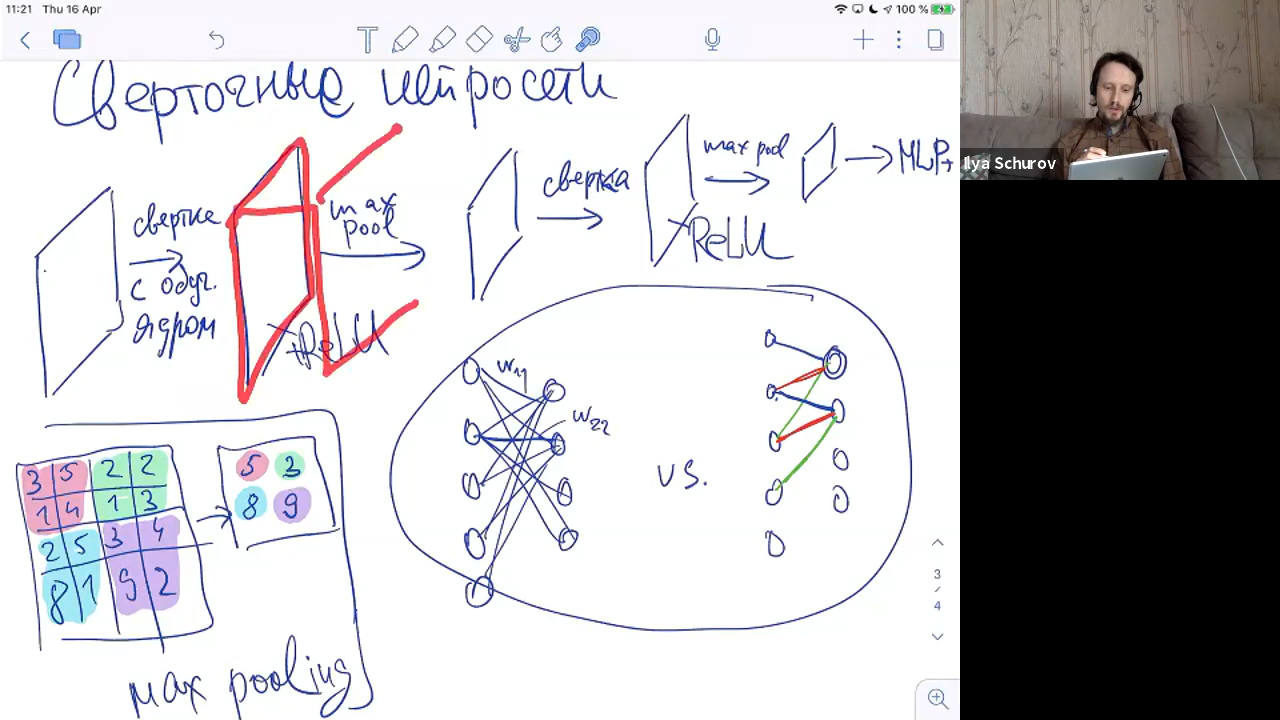 11:21 Thu 16 Apr
100 %
Сверточные нейросети
свертка
с обуч.
ядром
+ReLU
max
pool
свертка
+ReLU
max pool
MLP+
Ilya Schurov
w11
w22
vs.
3 5 2 2
1 4 1 3
2 5 3 4
8 1 9 2
5 3
8 9
max pooling
3
/
4